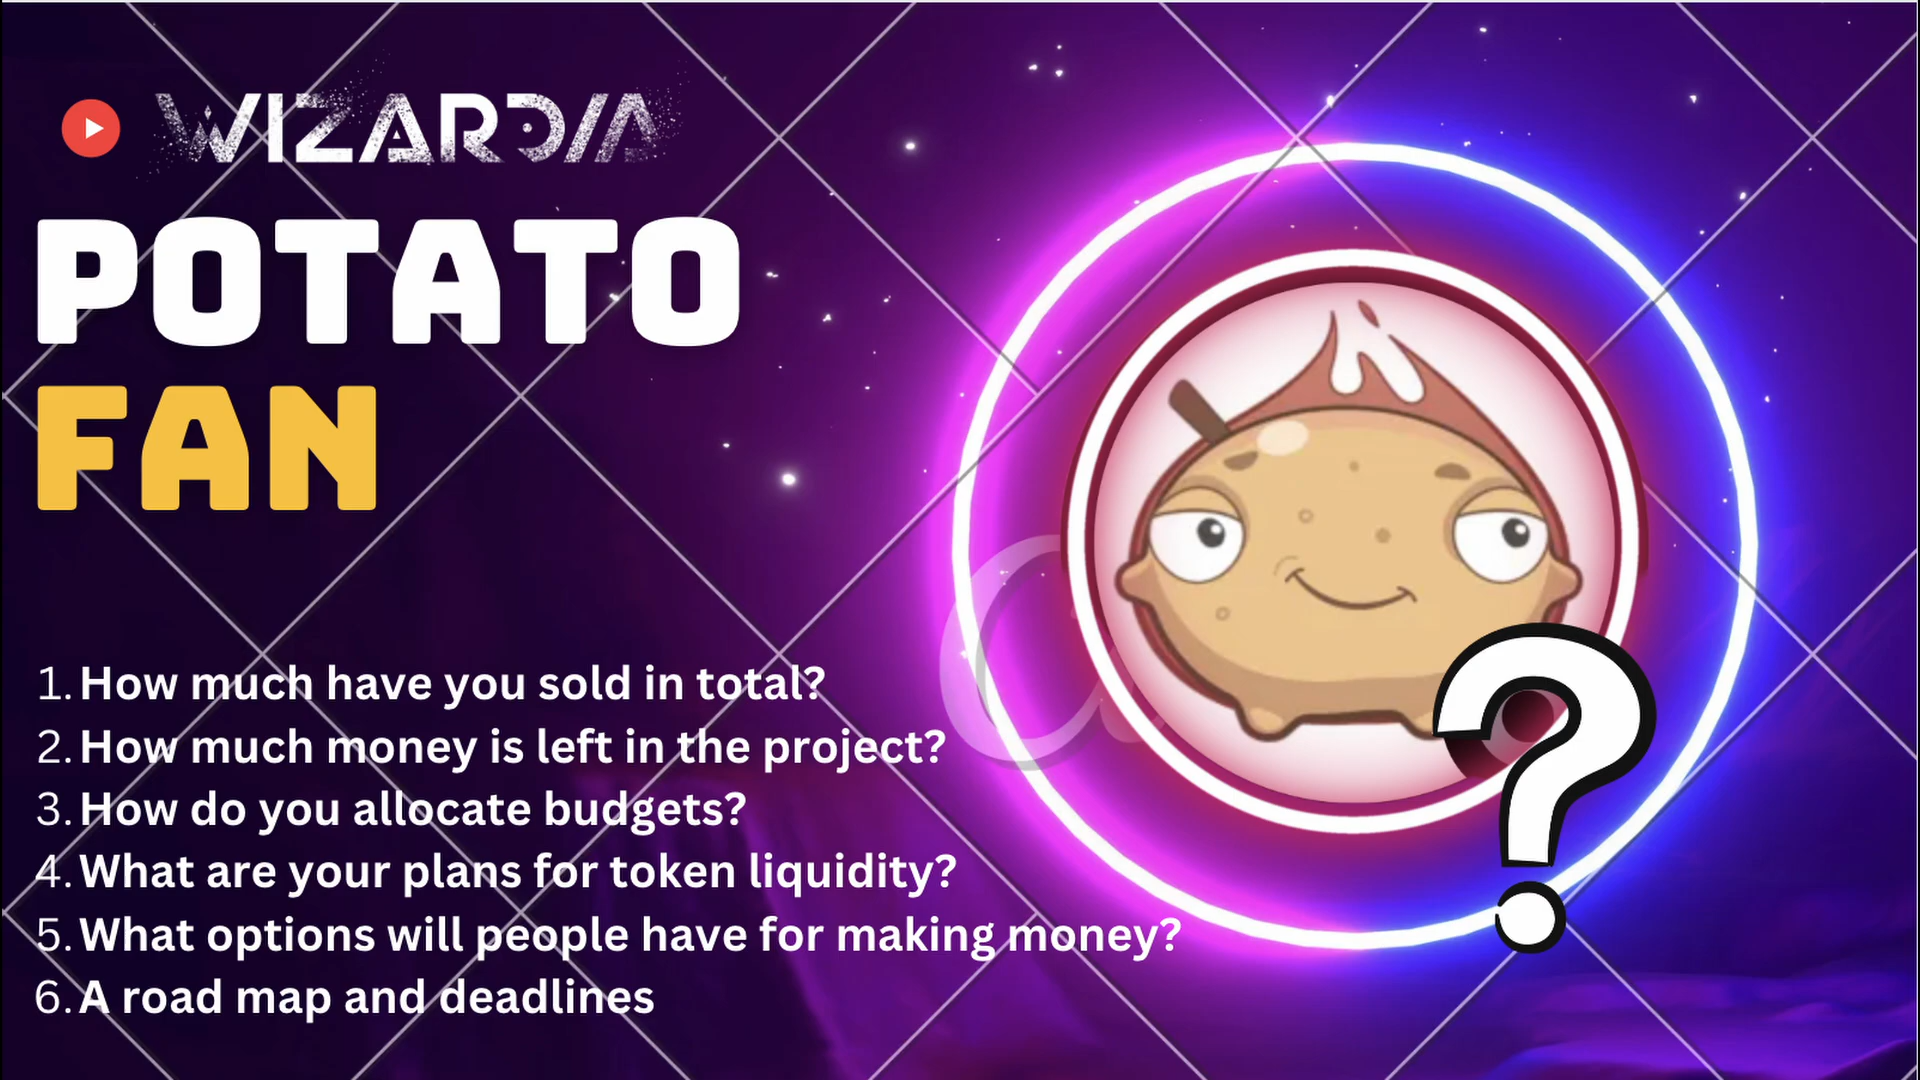 WIZARDIA
POTATO
FAN
1. How much have you sold in total?
2. How much money is left in the project?
3. How do you allocate budgets?
4. What are your plans for token liquidity?
5. What options will people have for making money?
6. A road map and deadlines
?